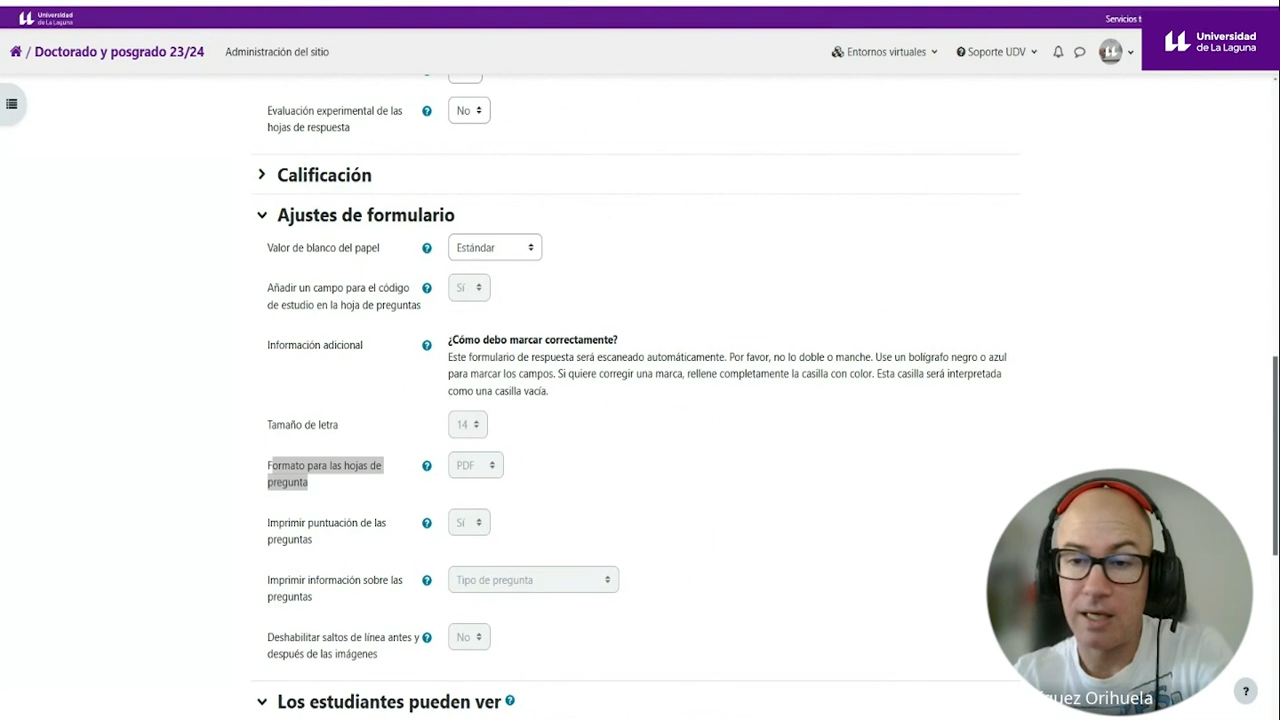 Universidad
de La Laguna
Servicios
/ Doctorado y posgrado 23/24
Administración del sitio
Entornos virtuales
Soporte UDV
Universidad
de La Laguna
Evaluación experimental de las
hojas de respuesta
No
Calificación
Ajustes de formulario
Valor de blanco del papel
Estándar
Añadir un campo para el código
de estudio en la hoja de preguntas
Sí
Información adicional
¿Cómo debo marcar correctamente?
Este formulario de respuesta será escaneado automáticamente. Por favor, no lo doble o manche. Use un bolígrafo negro o azul
para marcar los campos. Si quiere corregir una marca, rellene completamente la casilla con color. Esta casilla será interpretada
como una casilla vacía.
Tamaño de letra
14
Formato para las hojas de
pregunta
PDF
Imprimir puntuación de las
preguntas
Sí
Imprimir información sobre las
preguntas
Tipo de pregunta
Deshabilitar saltos de línea antes y
después de las imágenes
No
Los estudiantes pueden ver
Orihuela
?